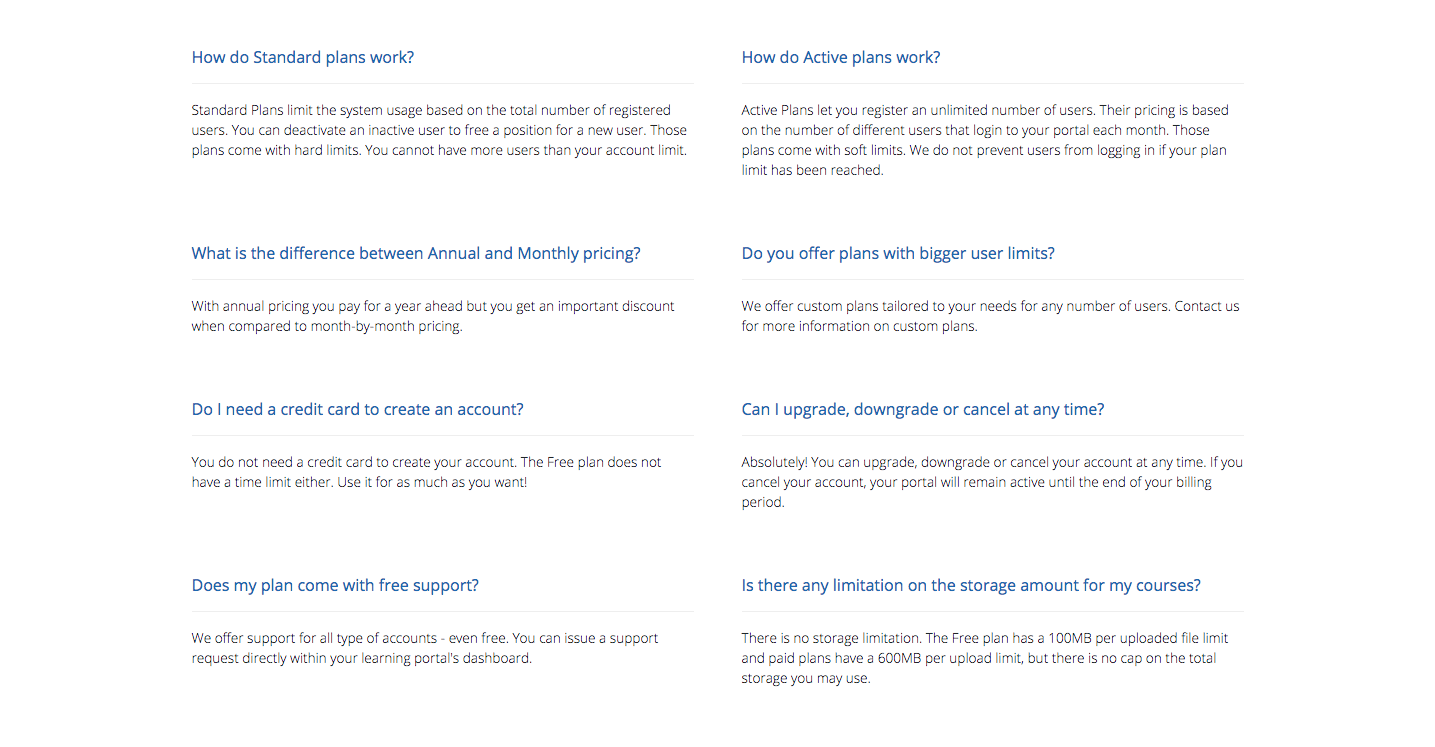 How do Standard plans work?
Standard Plans limit the system usage based on the total number of registered
users. You can deactivate an inactive user to free a position for a new user. Those
plans come with hard limits. You cannot have more users than your account limit.
How do Active plans work?
Active Plans let you register an unlimited number of users. Their pricing is based
on the number of different users that login to your portal each month. Those
plans come with soft limits. We do not prevent users from logging in if your plan
limit has been reached.
What is the difference between Annual and Monthly pricing?
With annual pricing you pay for a year ahead but you get an important discount
when compared to month-by-month pricing.
Do you offer plans with bigger user limits?
We offer custom plans tailored to your needs for any number of users. Contact us
for more information on custom plans.
Do I need a credit card to create an account?
You do not need a credit card to create your account. The Free plan does not
have a time limit either. Use it for as much as you want!
Can I upgrade, downgrade or cancel at any time?
Absolutely! You can upgrade, downgrade or cancel your account at any time. If you
cancel your account, your portal will remain active until the end of your billing
period.
Does my plan come with free support?
We offer support for all type of accounts - even free. You can issue a support
request directly within your learning portal's dashboard.
Is there any limitation on the storage amount for my courses?
There is no storage limitation. The Free plan has a 100MB per uploaded file limit
and paid plans have a 600MB per upload limit, but there is no cap on the total
storage you may use.